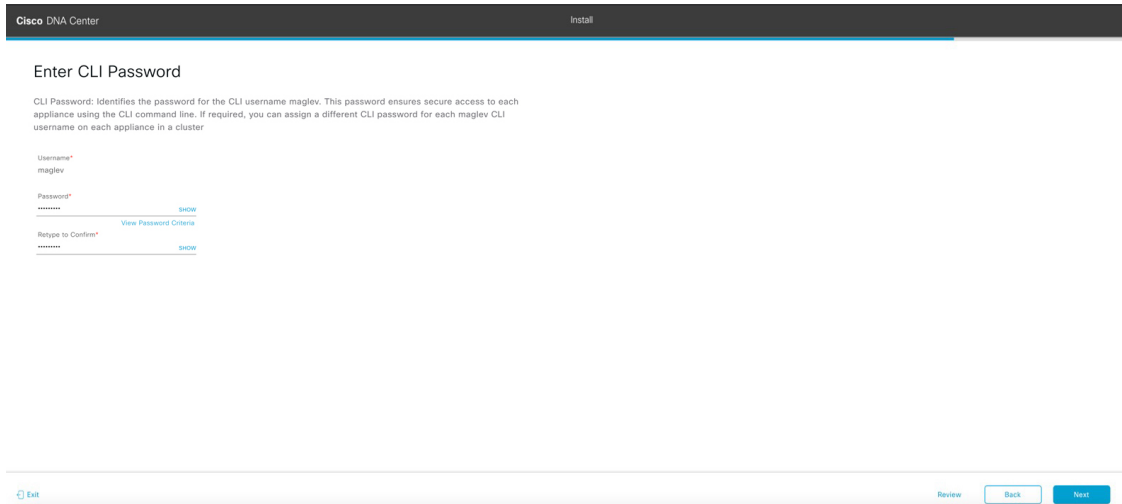 Cisco DNA Center
Install
Enter CLI Password
CLI Password: Identifies the password for the CLI username maglev. This password ensures secure access to each
appliance using the CLI command line. If required, you can assign a different CLI password for each maglev CLI
username on each appliance in a cluster
Username*
maglev
Password*
••••••••• SHOW
View Password Criteria
Retype to Confirm*
••••••••• SHOW
Exit
Review
Back
Next